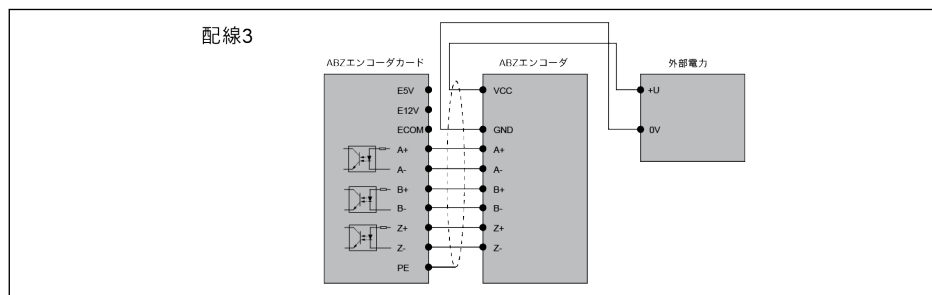 配線3
ABZエンコーダカード
ABZエンコーダ
外部電力
E5V
E12V
ECOM
A+
A-
B+
B-
Z+
Z-
PE
VCC
GND
A+
A-
B+
B-
Z+
Z-
+U
0V